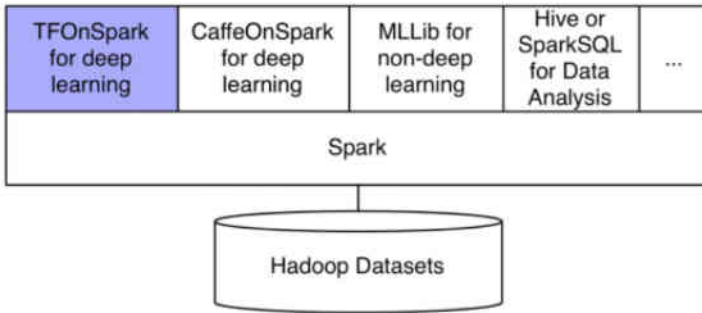 TFOnSpark
for deep
learning
CaffeOnSpark
for deep
learning
MLLib for
non-deep
learning
Hive or
SparkSQL
for Data
Analysis
...
Spark
Hadoop Datasets